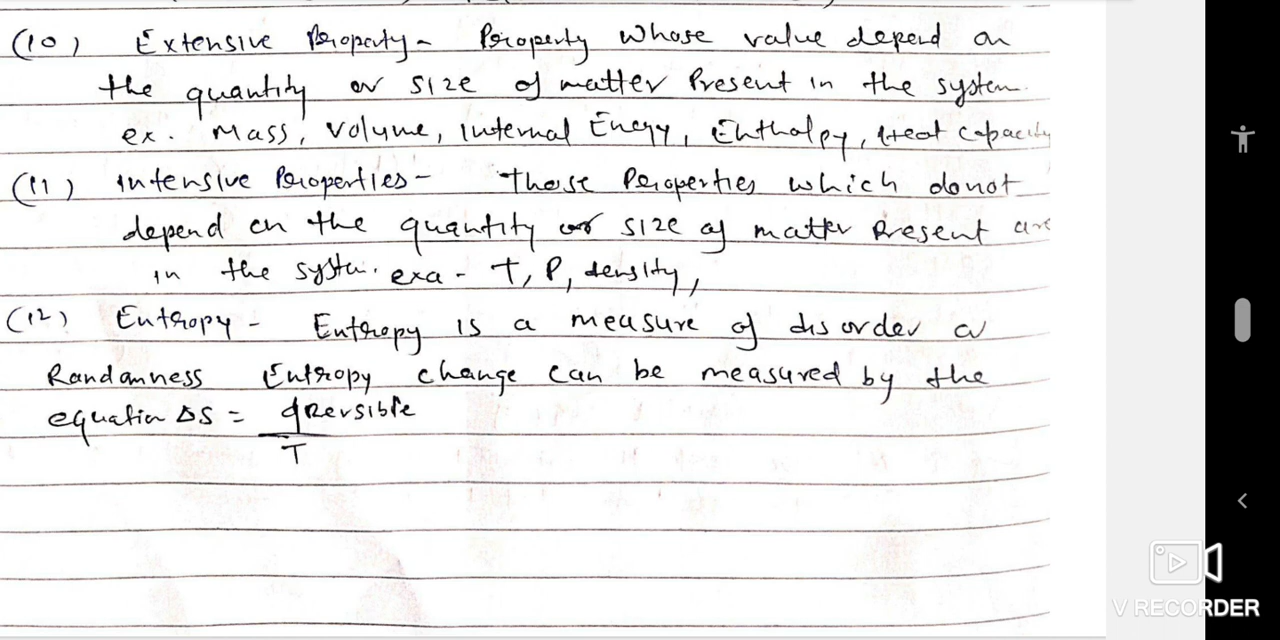 (10) Extensive Property - Property whose value depend on
the quantity or size of matter Present in the system.
ex. Mass, volume, Internal Energy, Enthalpy, Heat capacity
(11) Intensive Properties - Those Properties which donot
depend on the quantity or size of matter Present are
in the system. exa - T, P, density,
(12) Entropy - Entropy is a measure of disorder or
Randomness Entropy change can be measured by the
equation ΔS = qReversible
T
V RECORDER